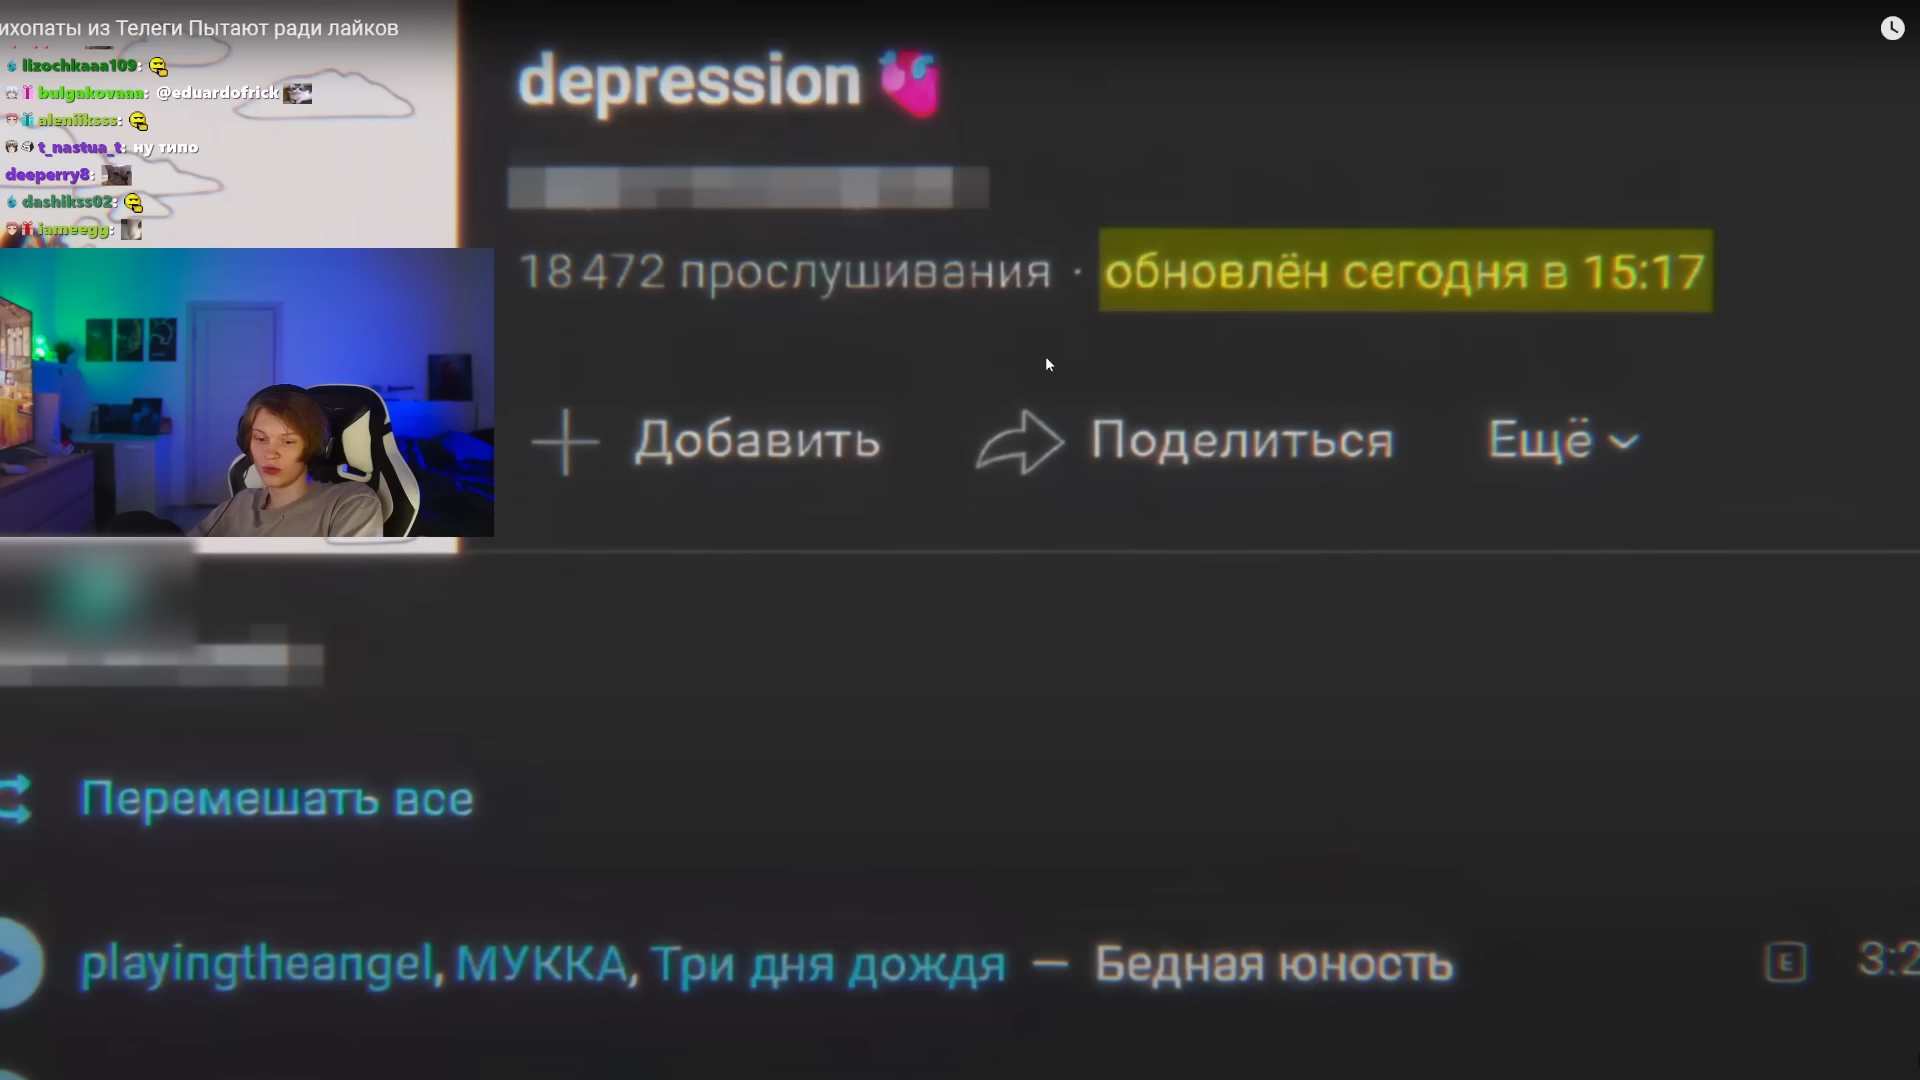 ихопаты из Телеги Пытают ради лайков
lizochkaaa109:
bulgakovaaa: @eduardofrick
aleniiksss:
t_nastua_t: ну типо
deeperry8:
dashikss02:
iameegg:
depression
18 472 прослушивания · обновлён сегодня в 15:17
Добавить Поделиться Ещё
Перемешать все
playingtheangel, МУККА, Три дня дождя — Бедная юность E 3:2